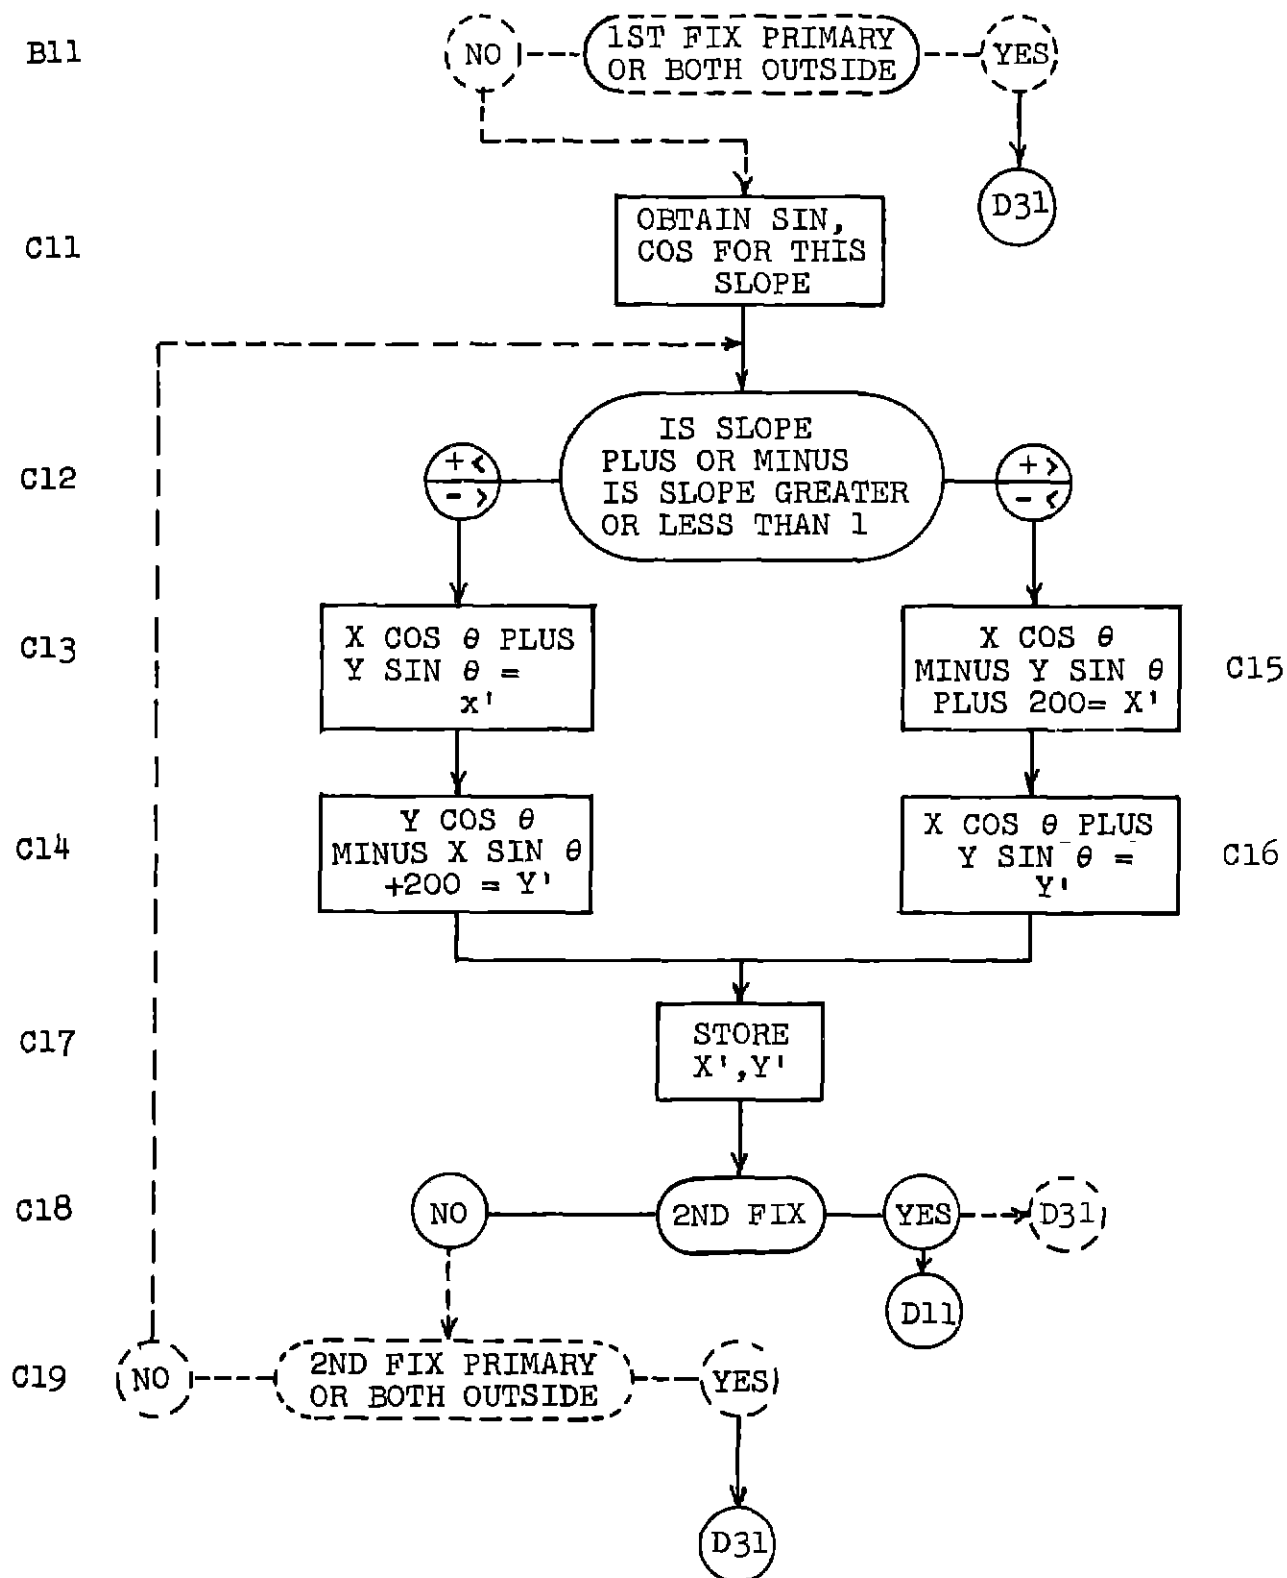 B11
NO
1ST FIX PRIMARY
OR BOTH OUTSIDE
YES
D31
C11
OBTAIN SIN,
COS FOR THIS
SLOPE
C12
+ <
- >
IS SLOPE
PLUS OR MINUS
IS SLOPE GREATER
OR LESS THAN 1
+ >
- <
C13
X COS θ PLUS
Y SIN θ =
x'
X COS θ
MINUS Y SIN θ
PLUS 200= X'
C15
C14
Y COS θ
MINUS X SIN θ
+200 = Y'
X COS θ PLUS
Y SIN θ =
Y'
C16
C17
STORE
X',Y'
C18
NO
2ND FIX
YES
D31
D11
C19
NO
2ND FIX PRIMARY
OR BOTH OUTSIDE
YES
D31